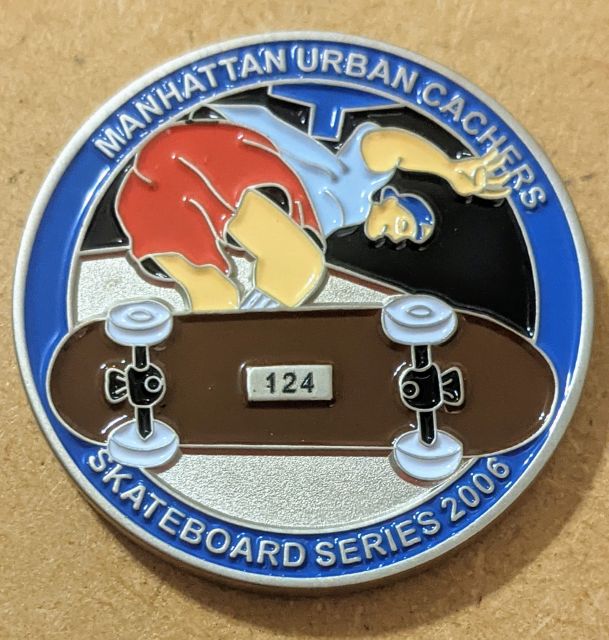 MANHATTAN URBAN CACHERS
124
SKATEBOARD SERIES 2006